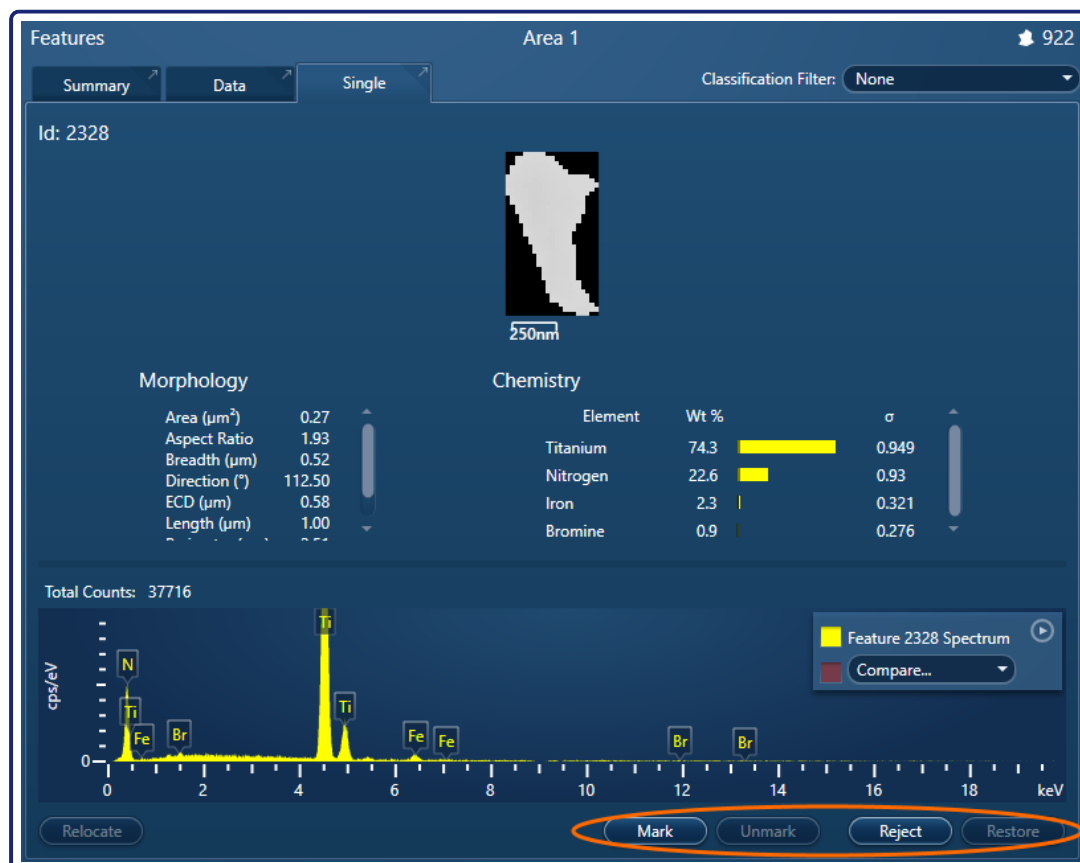 Features Area 1 922
Summary Data Single Classification Filter: None
Id: 2328
250nm
Morphology Chemistry
Area (µm²) 0.27 Element Wt % σ
Aspect Ratio 1.93
Breadth (µm) 0.52 Titanium 74.3 0.949
Direction (°) 112.50 Nitrogen 22.6 0.93
ECD (µm) 0.58 Iron 2.3 0.321
Length (µm) 1.00 Bromine 0.9 0.276
Total Counts: 37716
cps/eV
Ti
Feature 2328 Spectrum
N
Compare...
Ti Ti
Fe Br Fe Fe Br Br
0
0 2 4 6 8 10 12 14 16 18 keV
Relocate Mark Unmark Reject Restore